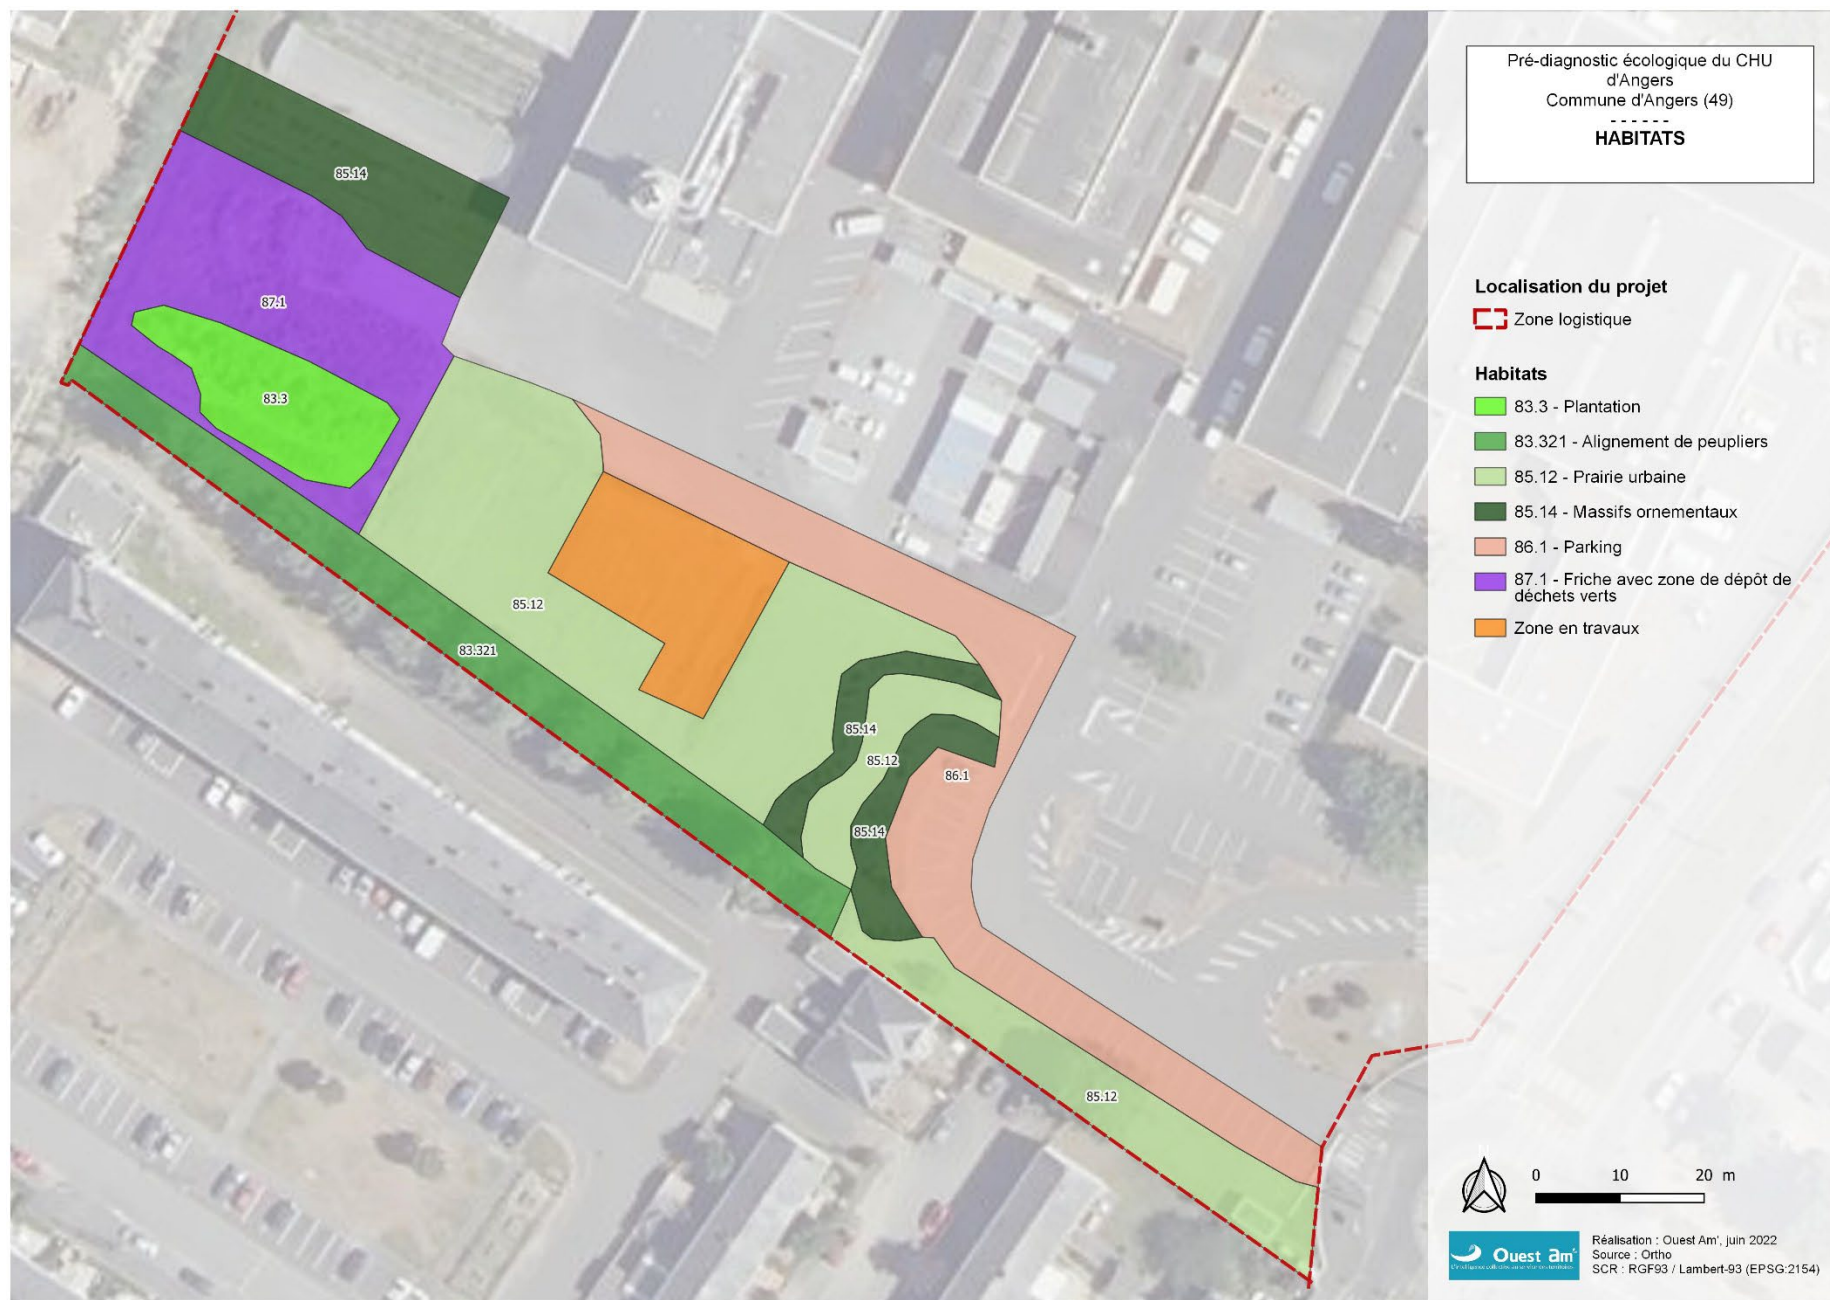 Pré-diagnostic écologique du CHU
d'Angers
Commune d'Angers (49)
- - - - - -
HABITATS
Localisation du projet
Zone logistique
Habitats
83.3 - Plantation
83.321 - Alignement de peupliers
85.12 - Prairie urbaine
85.14 - Massifs ornementaux
86.1 - Parking
87.1 - Friche avec zone de dépôt de
déchets verts
Zone en travaux
85.14
87.1
83.3
85.12
83.321
85.14
85.12
86.1
85.14
85.12
0 10 20 m
Ouest am'
Réalisation : Ouest Am', juin 2022
Source : Ortho
SCR : RGF93 / Lambert-93 (EPSG:2154)